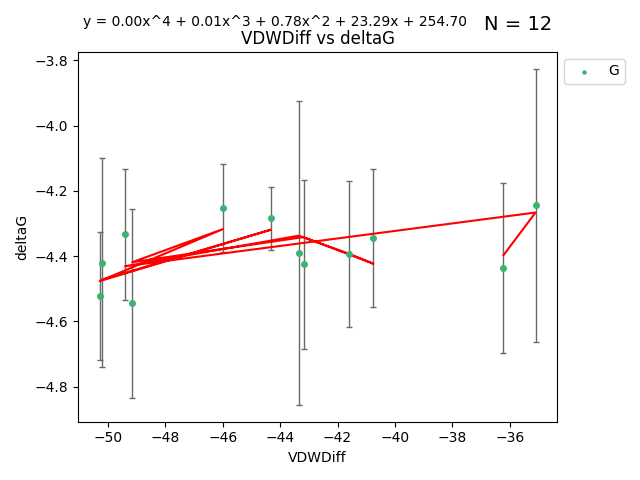 y = 0.00x^4 + 0.01x^3 + 0.78x^2 + 23.29x + 254.70 N = 12
VDWDiff vs deltaG
G
−3.8
−4.0
−4.2
−4.4
−4.6
−4.8
deltaG
−50 −48 −46 −44 −42 −40 −38 −36
VDWDiff